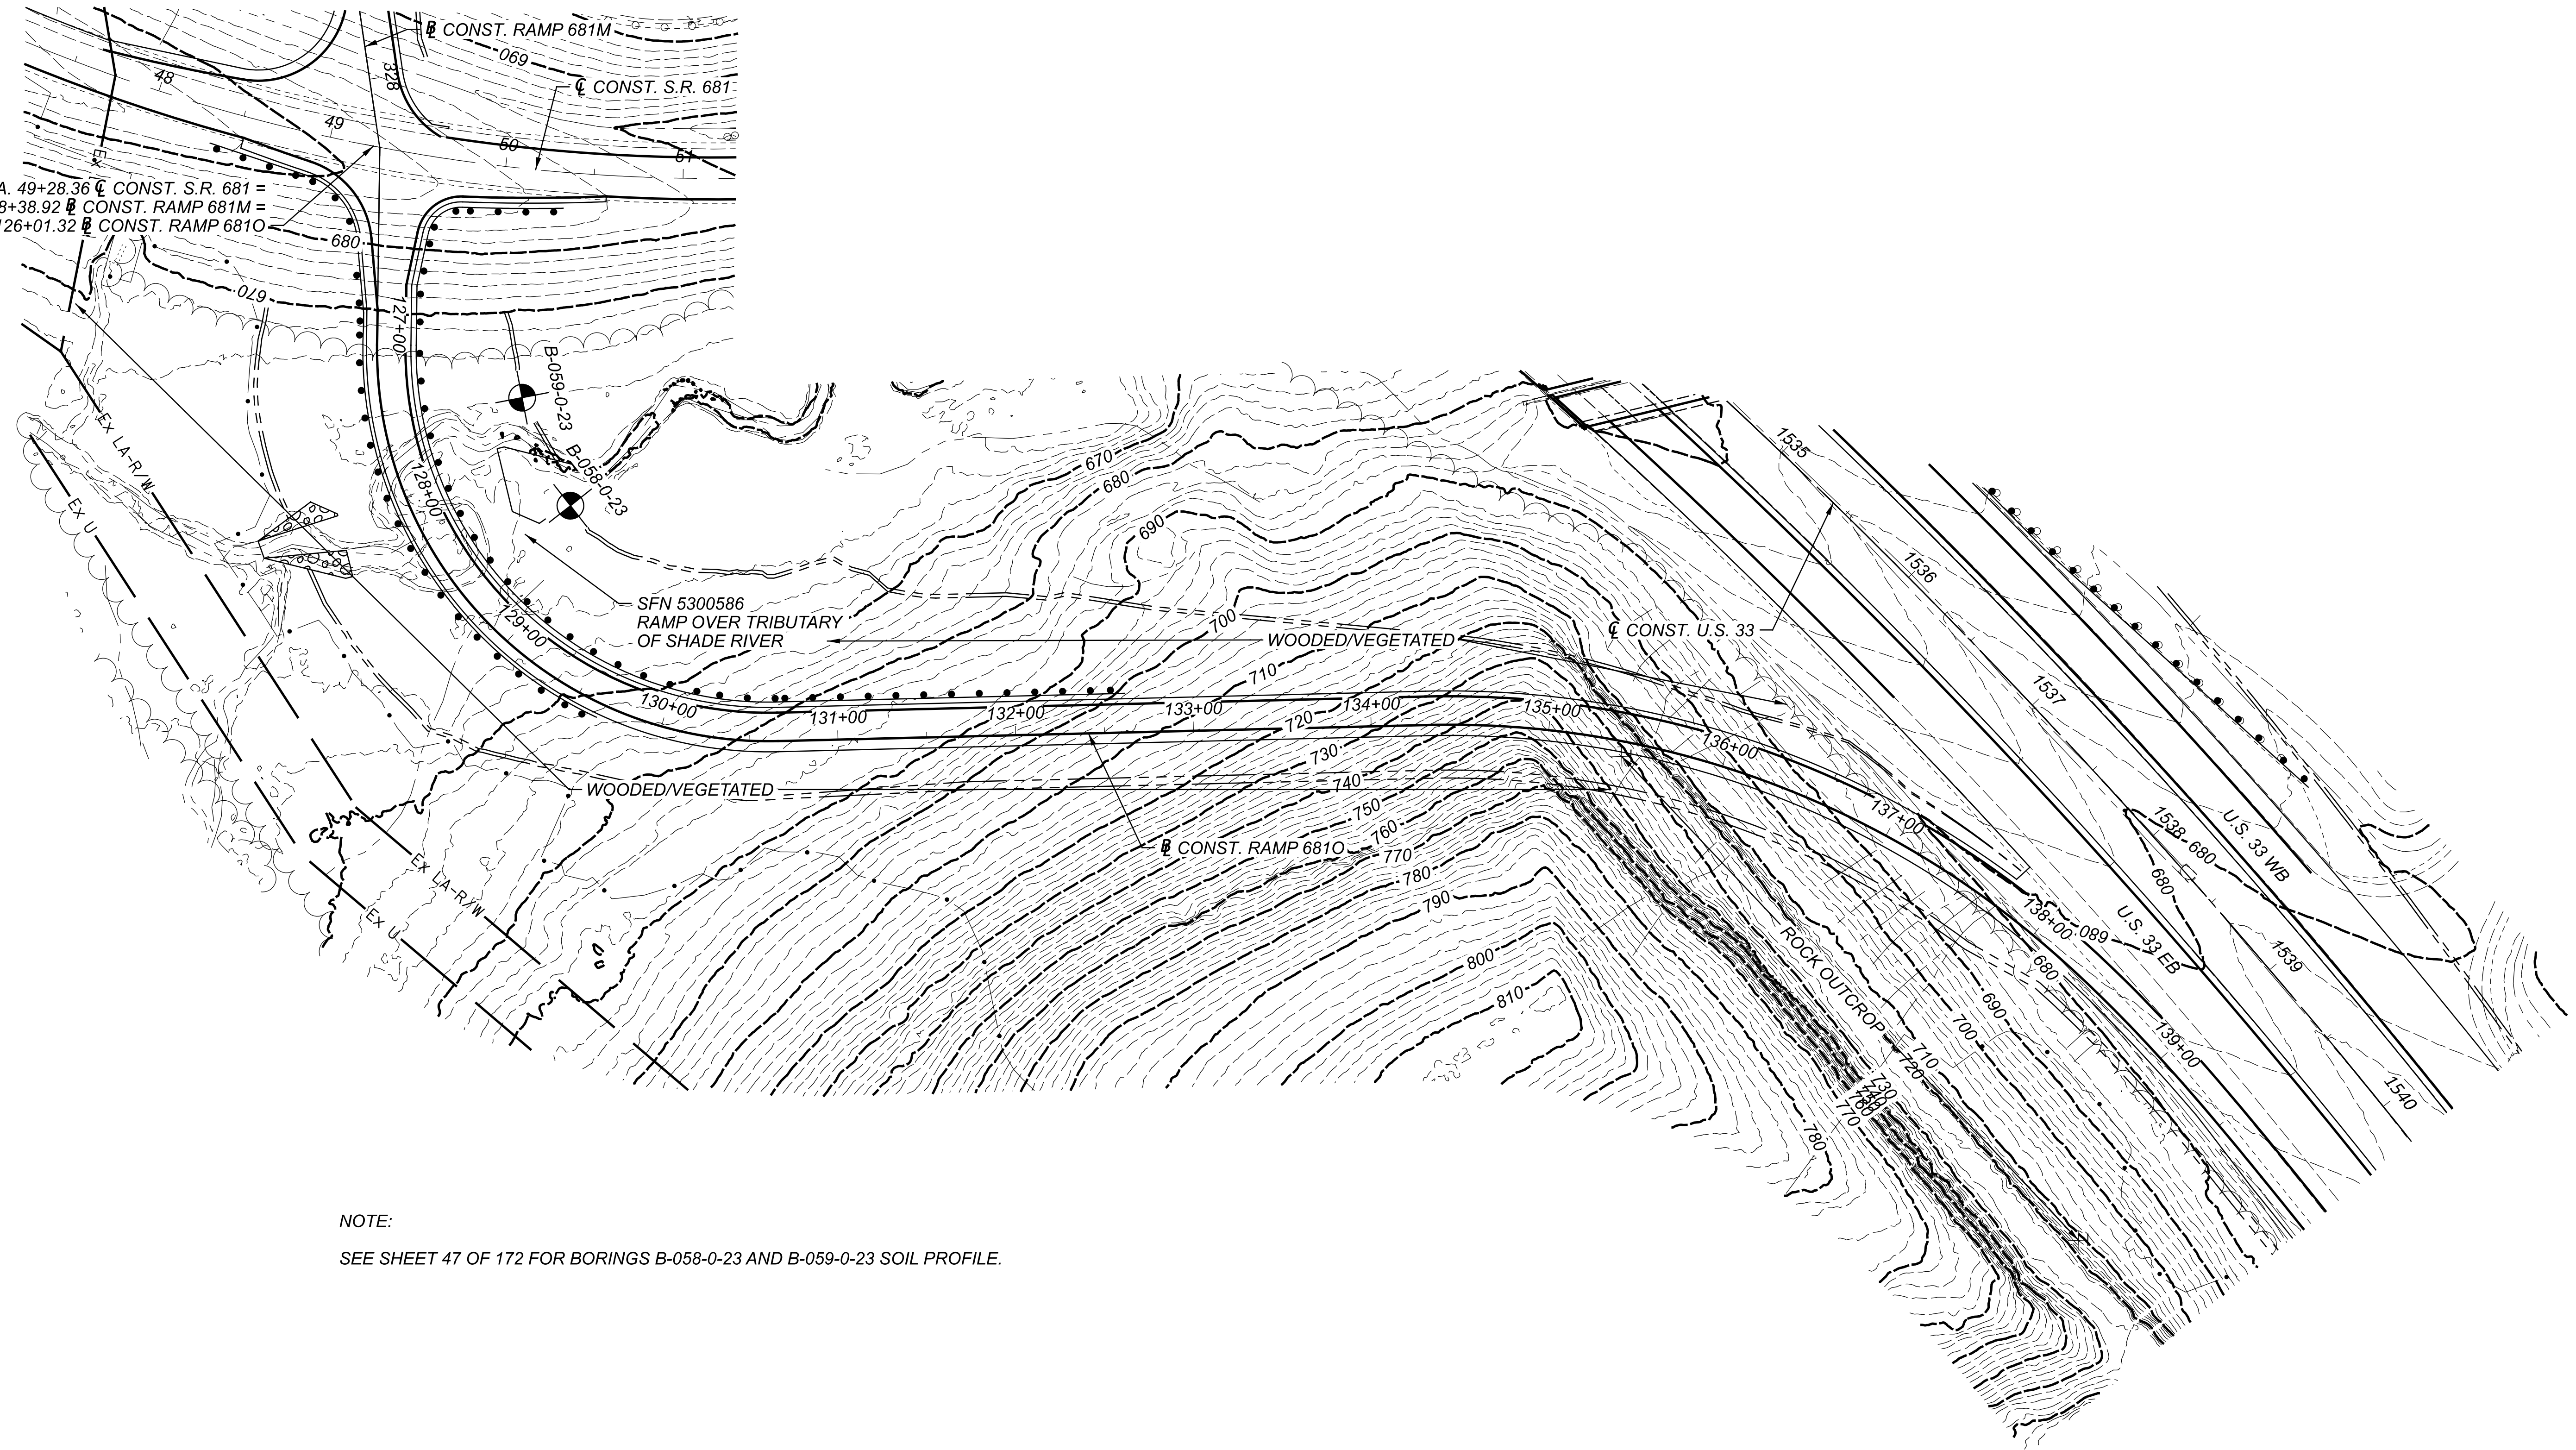 ℄ CONST. RAMP 681M
690
℄ CONST. S.R. 681
48
328
49
50
51
Ex
A. 49+28.36 ℄ CONST. S.R. 681 =
8+38.92 ℄ CONST. RAMP 681M =
126+01.32 ℄ CONST. RAMP 681O
680
670
127+00
B-059-0-23
B-058-0-23
Ex LA-R/W
Ex U
128+00
129+00
SFN 5300586
RAMP OVER TRIBUTARY
OF SHADE RIVER
WOODED/VEGETATED
℄ CONST. U.S. 33
670
680
690
700
710
720
730
740
750
760
770
780
790
800
810
130+00
131+00
132+00
133+00
134+00
135+00
136+00
137+00
138+00
139+00
1535
1536
1537
1538
1539
1540
680
680
U.S. 33 WB
U.S. 33 EB
680
680
690
700
710
720
730
760
770
780
ROCK OUTCROP
WOODED/VEGETATED
℄ CONST. RAMP 681O
Ex LA-R/W
Ex U
NOTE:
SEE SHEET 47 OF 172 FOR BORINGS B-058-0-23 AND B-059-0-23 SOIL PROFILE.